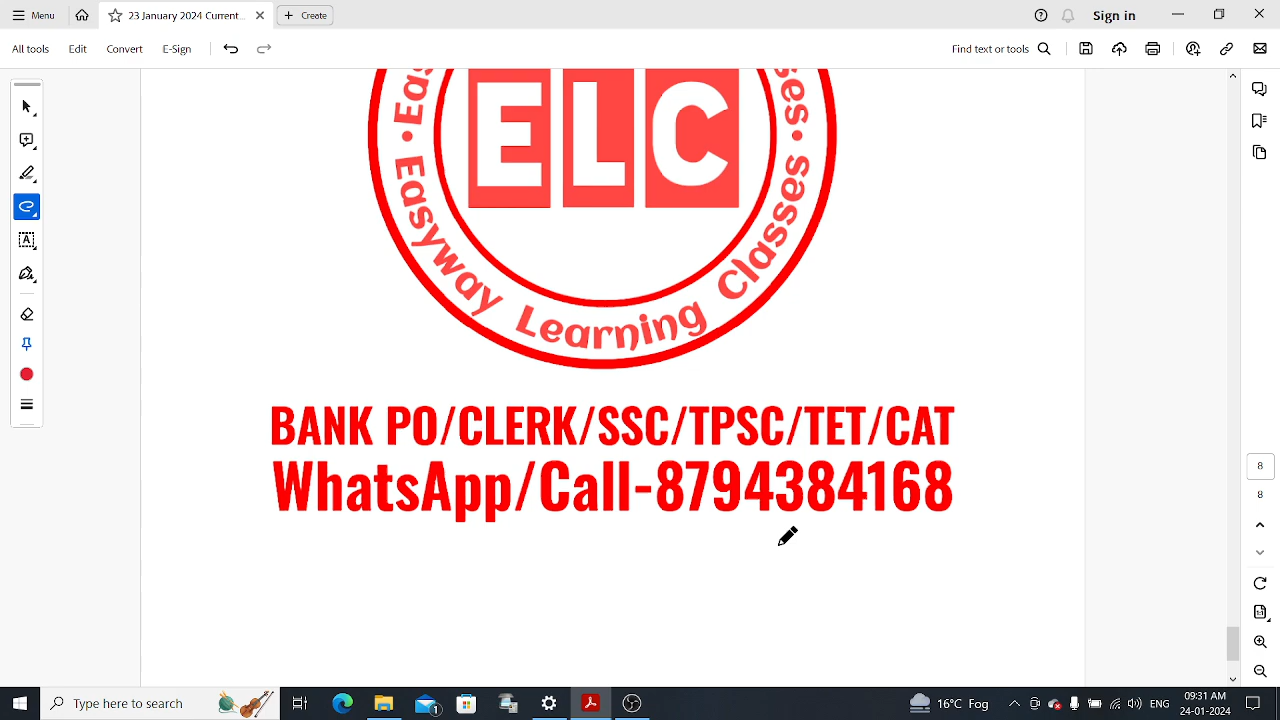 Menu
23 January 2024 Current...
Create
Sign in
All tools
Edit
Convert
E-Sign
Find text or tools
ELC
Easyway Learning Classes
BANK PO/CLERK/SSC/TPSC/TET/CAT
WhatsApp/Call-8794384168
8
8
Type here to search
1
16°C Fog
ENG
09:31 AM
24-01-2024